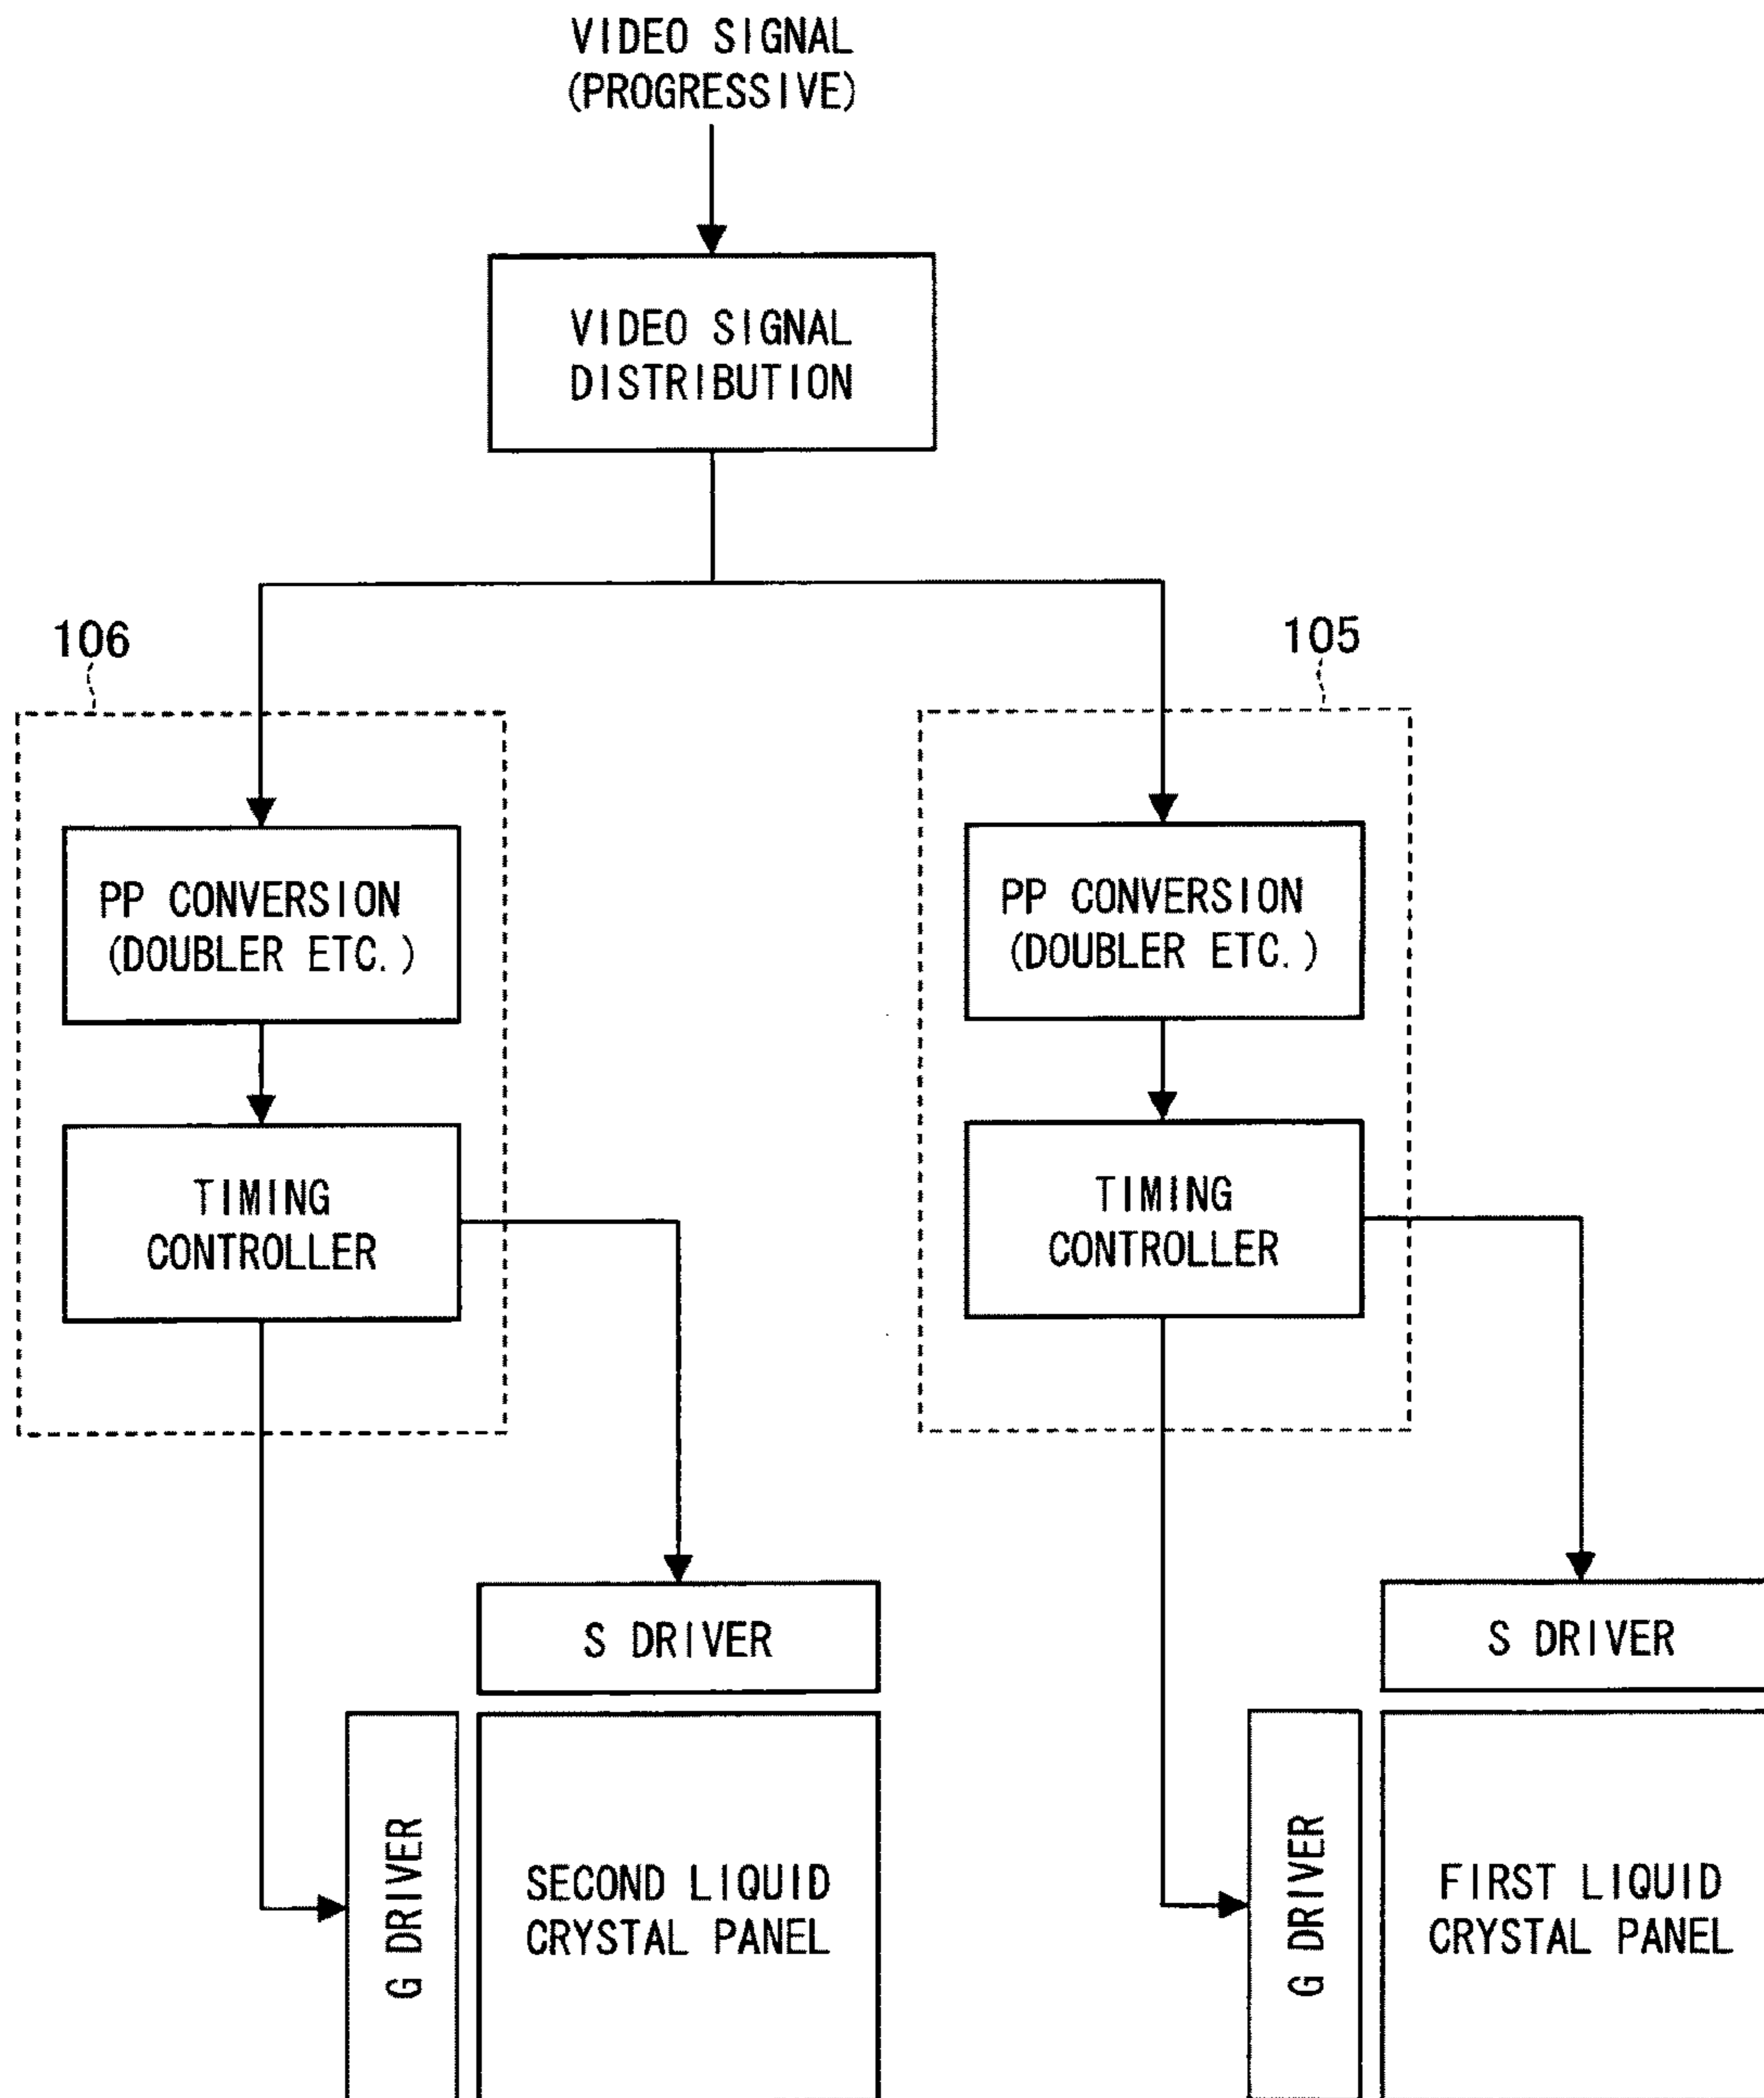 VIDEO SIGNAL
(PROGRESSIVE)
VIDEO SIGNAL
DISTRIBUTION
106
105
PP CONVERSION
(DOUBLER ETC.)
PP CONVERSION
(DOUBLER ETC.)
TIMING
CONTROLLER
TIMING
CONTROLLER
S DRIVER
S DRIVER
G DRIVER
SECOND LIQUID
CRYSTAL PANEL
G DRIVER
FIRST LIQUID
CRYSTAL PANEL